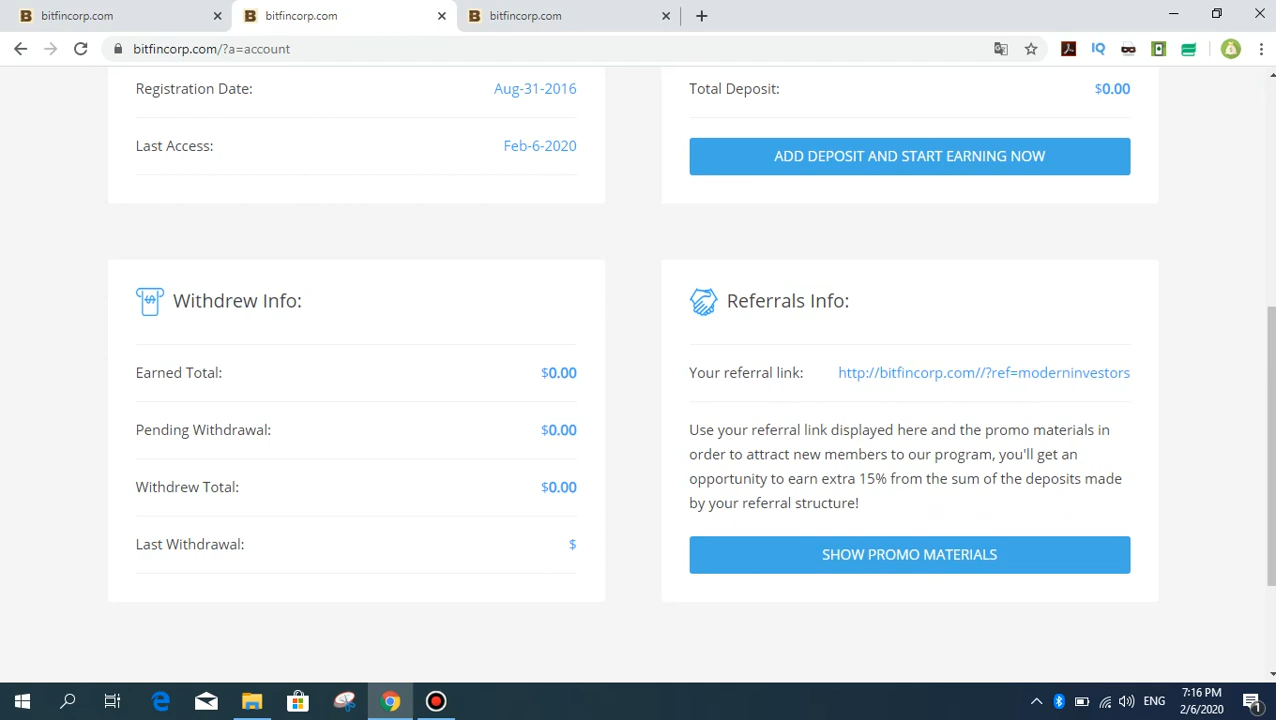 bitfincorp.com
bitfincorp.com
bitfincorp.com
bitfincorp.com/?a=account
Registration Date: Aug-31-2016
Last Access: Feb-6-2020
Total Deposit: $0.00
ADD DEPOSIT AND START EARNING NOW
Withdrew Info:
Earned Total: $0.00
Pending Withdrawal: $0.00
Withdrew Total: $0.00
Last Withdrawal: $
Referrals Info:
Your referral link: http://bitfincorp.com//?ref=moderninvestors
Use your referral link displayed here and the promo materials in
order to attract new members to our program, you'll get an
opportunity to earn extra 15% from the sum of the deposits made
by your referral structure!
SHOW PROMO MATERIALS
ENG
7:16 PM
2/6/2020
1